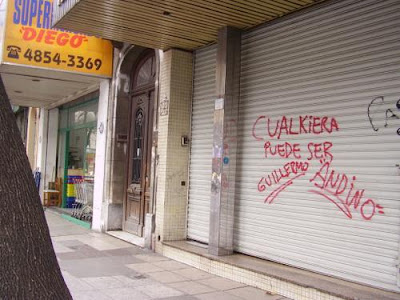 SUPER
DIEGO
4854-3369
CUALKIERA
PUEDE SER
GUILLERMO ANDINO